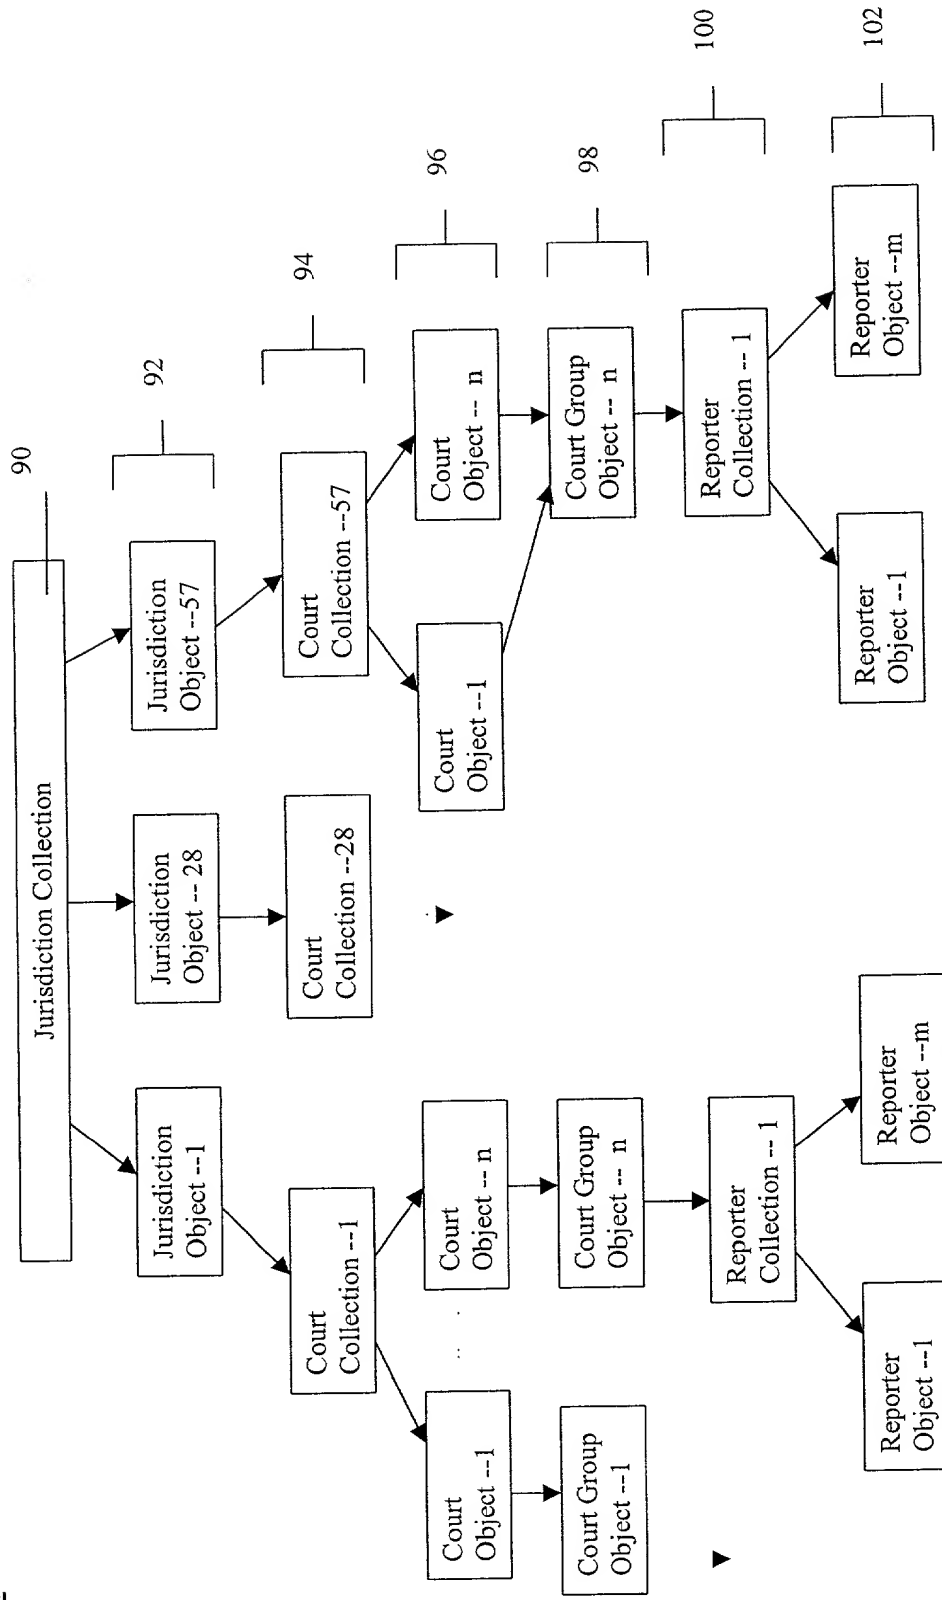 90
Jurisdiction Collection
92
Jurisdiction
Object --1
Jurisdiction
Object -- 28
Jurisdiction
Object --57
94
Court
Collection --1
Court
Collection --28
Court
Collection --57
96
Court
Object --1
...
Court
Object -- n
Court
Object --1
Court
Object -- n
98
Court Group
Object --1
Court Group
Object -- n
Court Group
Object -- n
100
Reporter
Collection -- 1
Reporter
Collection -- 1
102
Reporter
Object --1
Reporter
Object --m
Reporter
Object --1
Reporter
Object --m